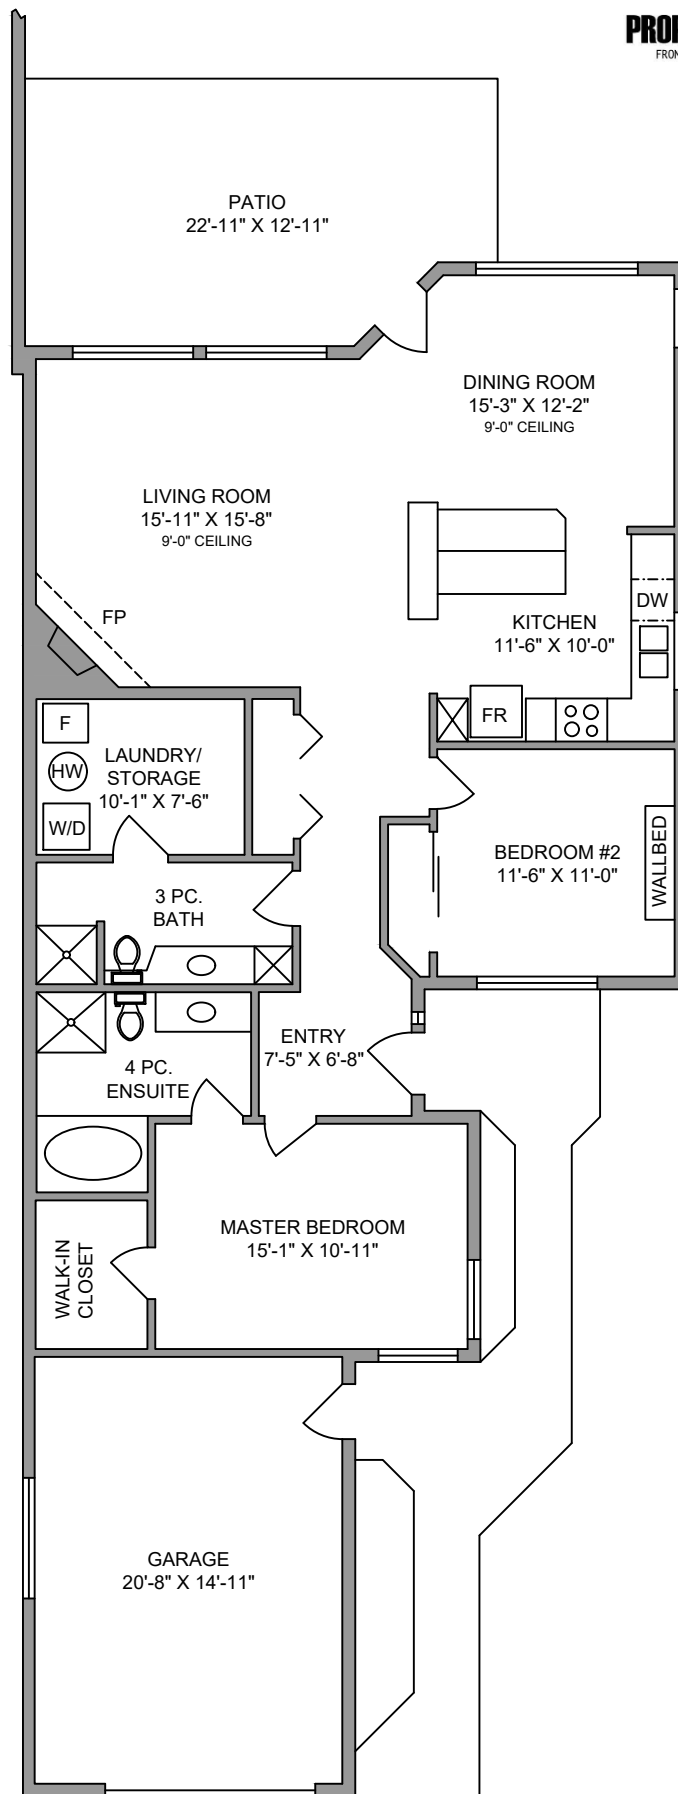 PATIO
22'-11" X 12'-11"
DINING ROOM
15'-3" X 12'-2"
9'-0" CEILING
LIVING ROOM
15'-11" X 15'-8"
9'-0" CEILING
DW
FP
KITCHEN
11'-6" X 10'-0"
FR
F
LAUNDRY/
STORAGE
10'-1" X 7'-6"
HW
W/D
BEDROOM #2
11'-6" X 11'-0"
WALLBED
3 PC.
BATH
ENTRY
7'-5" X 6'-8"
4 PC.
ENSUITE
MASTER BEDROOM
15'-1" X 10'-11"
WALK-IN
CLOSET
GARAGE
20'-8" X 14'-11"